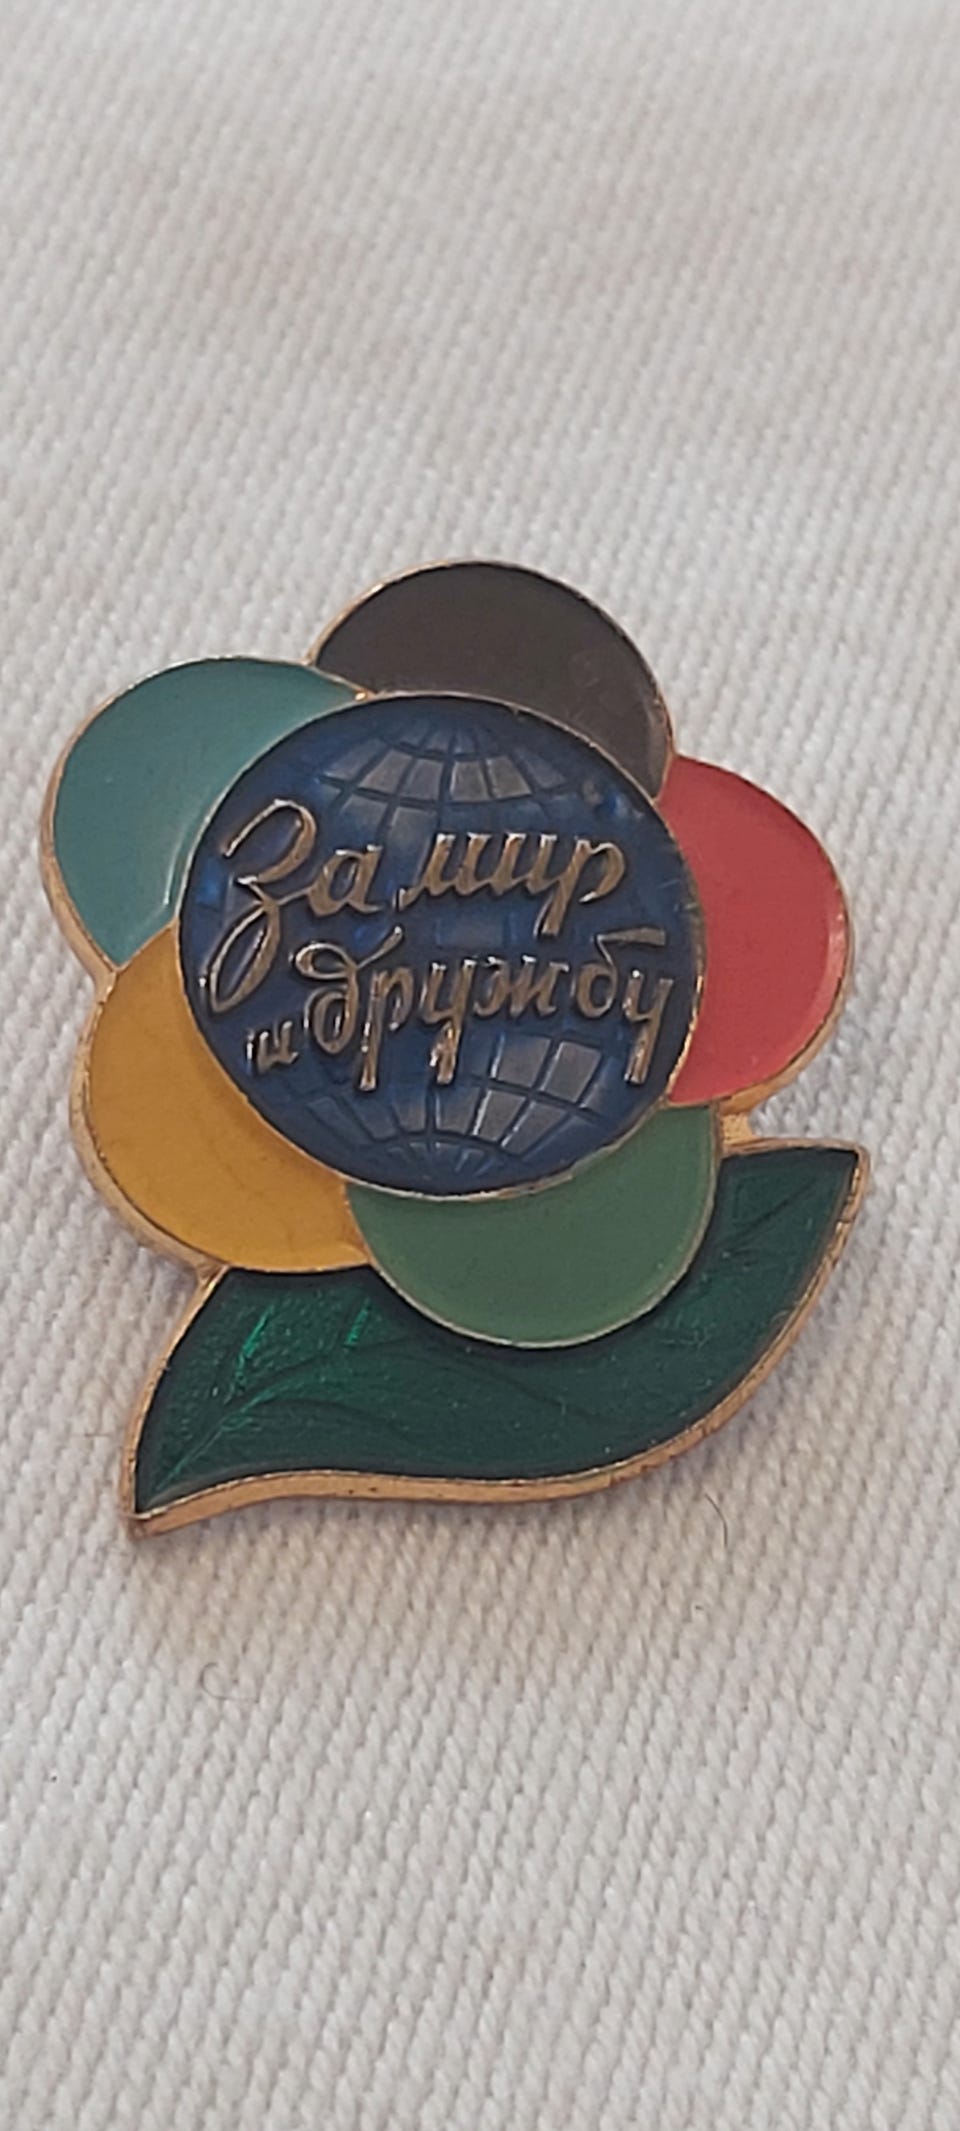 За мир
и дружбу